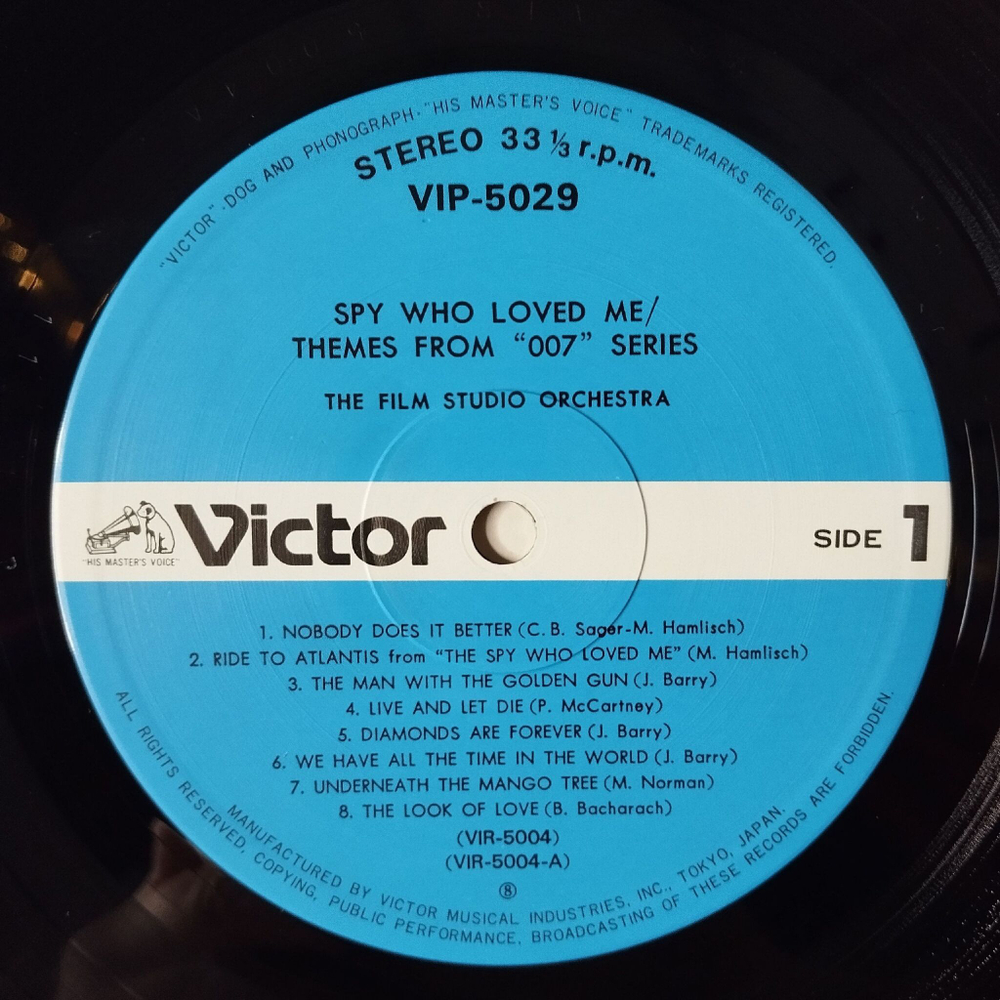 "VICTOR"·DOG AND PHONOGRAPH·"HIS MASTER'S VOICE" TRADEMARKS REGISTERED.
STEREO 33 ⅓ r.p.m.
VIP-5029
SPY WHO LOVED ME/
THEMES FROM "007" SERIES
THE FILM STUDIO ORCHESTRA
"HIS MASTER'S VOICE"
Victor
SIDE 1
1. NOBODY DOES IT BETTER (C. B. Sager-M. Hamlisch)
2. RIDE TO ATLANTIS from "THE SPY WHO LOVED ME" (M. Hamlisch)
3. THE MAN WITH THE GOLDEN GUN (J. Barry)
4. LIVE AND LET DIE (P. McCartney)
5. DIAMONDS ARE FOREVER (J. Barry)
6. WE HAVE ALL THE TIME IN THE WORLD (J. Barry)
7. UNDERNEATH THE MANGO TREE (M. Norman)
8. THE LOOK OF LOVE (B. Bacharach)
(VIR-5004)
(VIR-5004-A)
⑧
MANUFACTURED BY VICTOR MUSICAL INDUSTRIES, INC., TOKYO, JAPAN.
ALL RIGHTS RESERVED, COPYING, PUBLIC PERFORMANCE, BROADCASTING OF THESE RECORDS ARE FORBIDDEN.